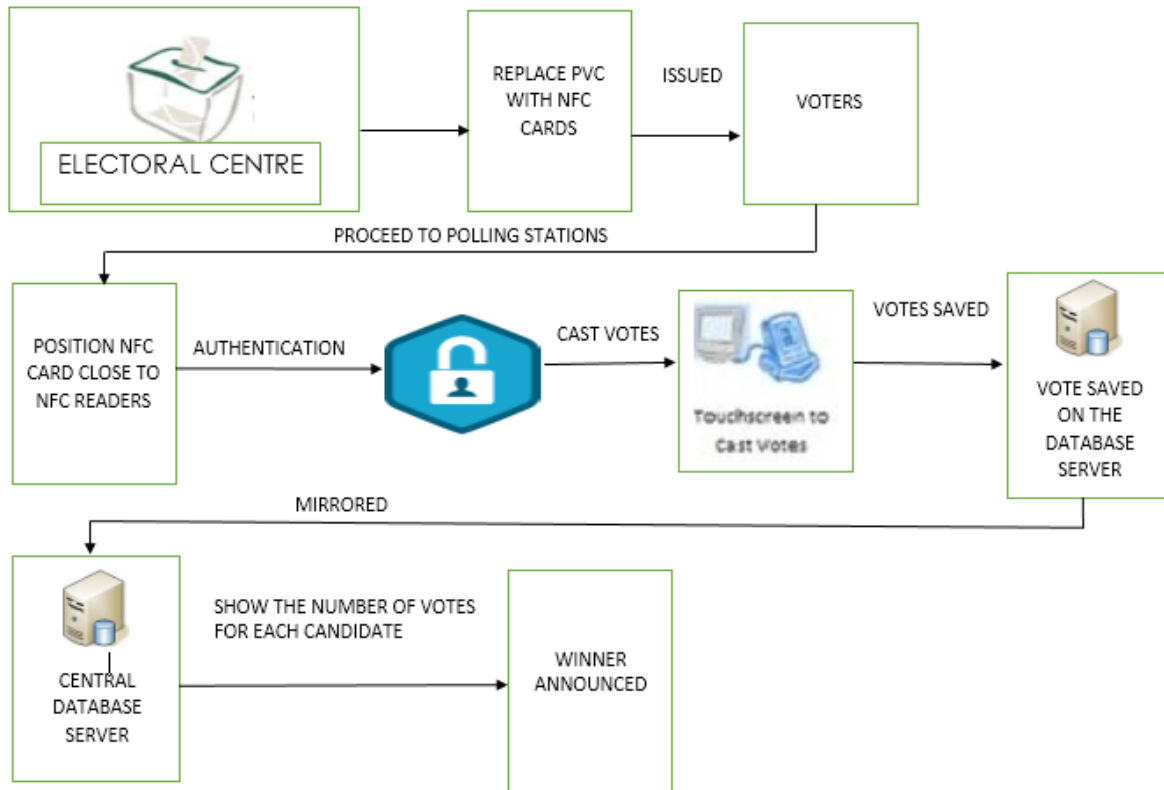 ELECTORAL CENTRE
REPLACE PVC
WITH NFC
CARDS
ISSUED
VOTERS
PROCEED TO POLLING STATIONS
POSITION NFC
CARD CLOSE TO
NFC READERS
AUTHENTICATION
CAST VOTES
Touchscreen to
Cast Votes
VOTES SAVED
VOTE SAVED
ON THE
DATABASE
SERVER
MIRRORED
CENTRAL
DATABASE
SERVER
SHOW THE NUMBER OF VOTES
FOR EACH CANDIDATE
WINNER
ANNOUNCED